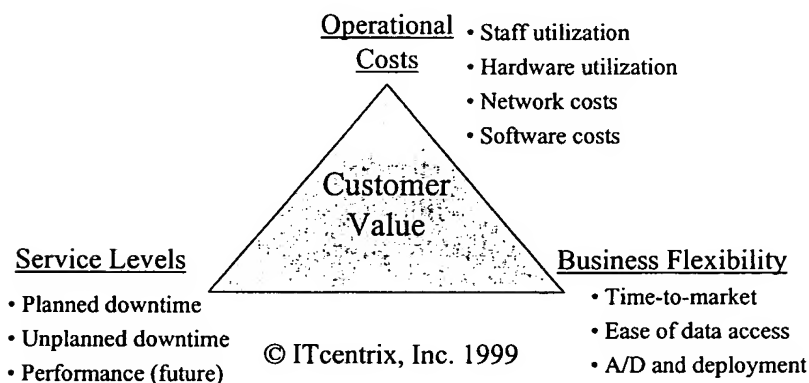 Operational
Costs
• Staff utilization
• Hardware utilization
• Network costs
• Software costs
Customer
Value
Service Levels
• Planned downtime
• Unplanned downtime
• Performance (future)
Business Flexibility
• Time-to-market
• Ease of data access
• A/D and deployment
© ITcentrix, Inc. 1999